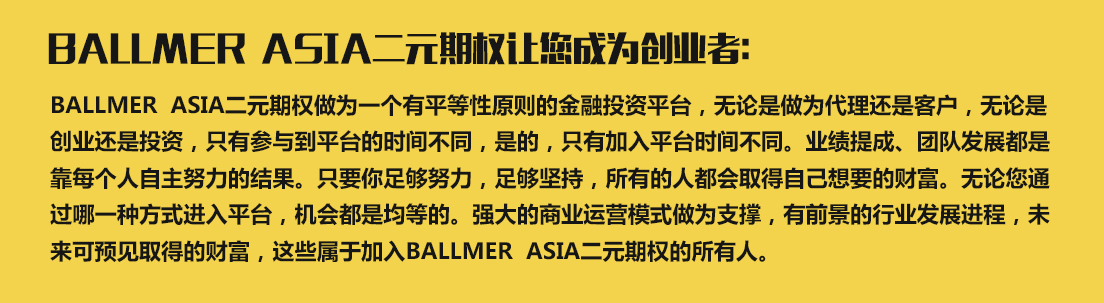 BALLMER ASIA二元期权让您成为创业者:
BALLMER ASIA二元期权做为一个有平等性原则的金融投资平台，无论是做为代理还是客户，无论是
创业还是投资，只有参与到平台的时间不同，是的，只有加入平台时间不同。业绩提成、团队发展都是
靠每个人自主努力的结果。只要你足够努力，足够坚持，所有的人都会取得自己想要的财富。无论您通
过哪一种方式进入平台，机会都是均等的。强大的商业运营模式做为支撑，有前景的行业发展进程，未
来可预见取得的财富，这些属于加入BALLMER ASIA二元期权的所有人。